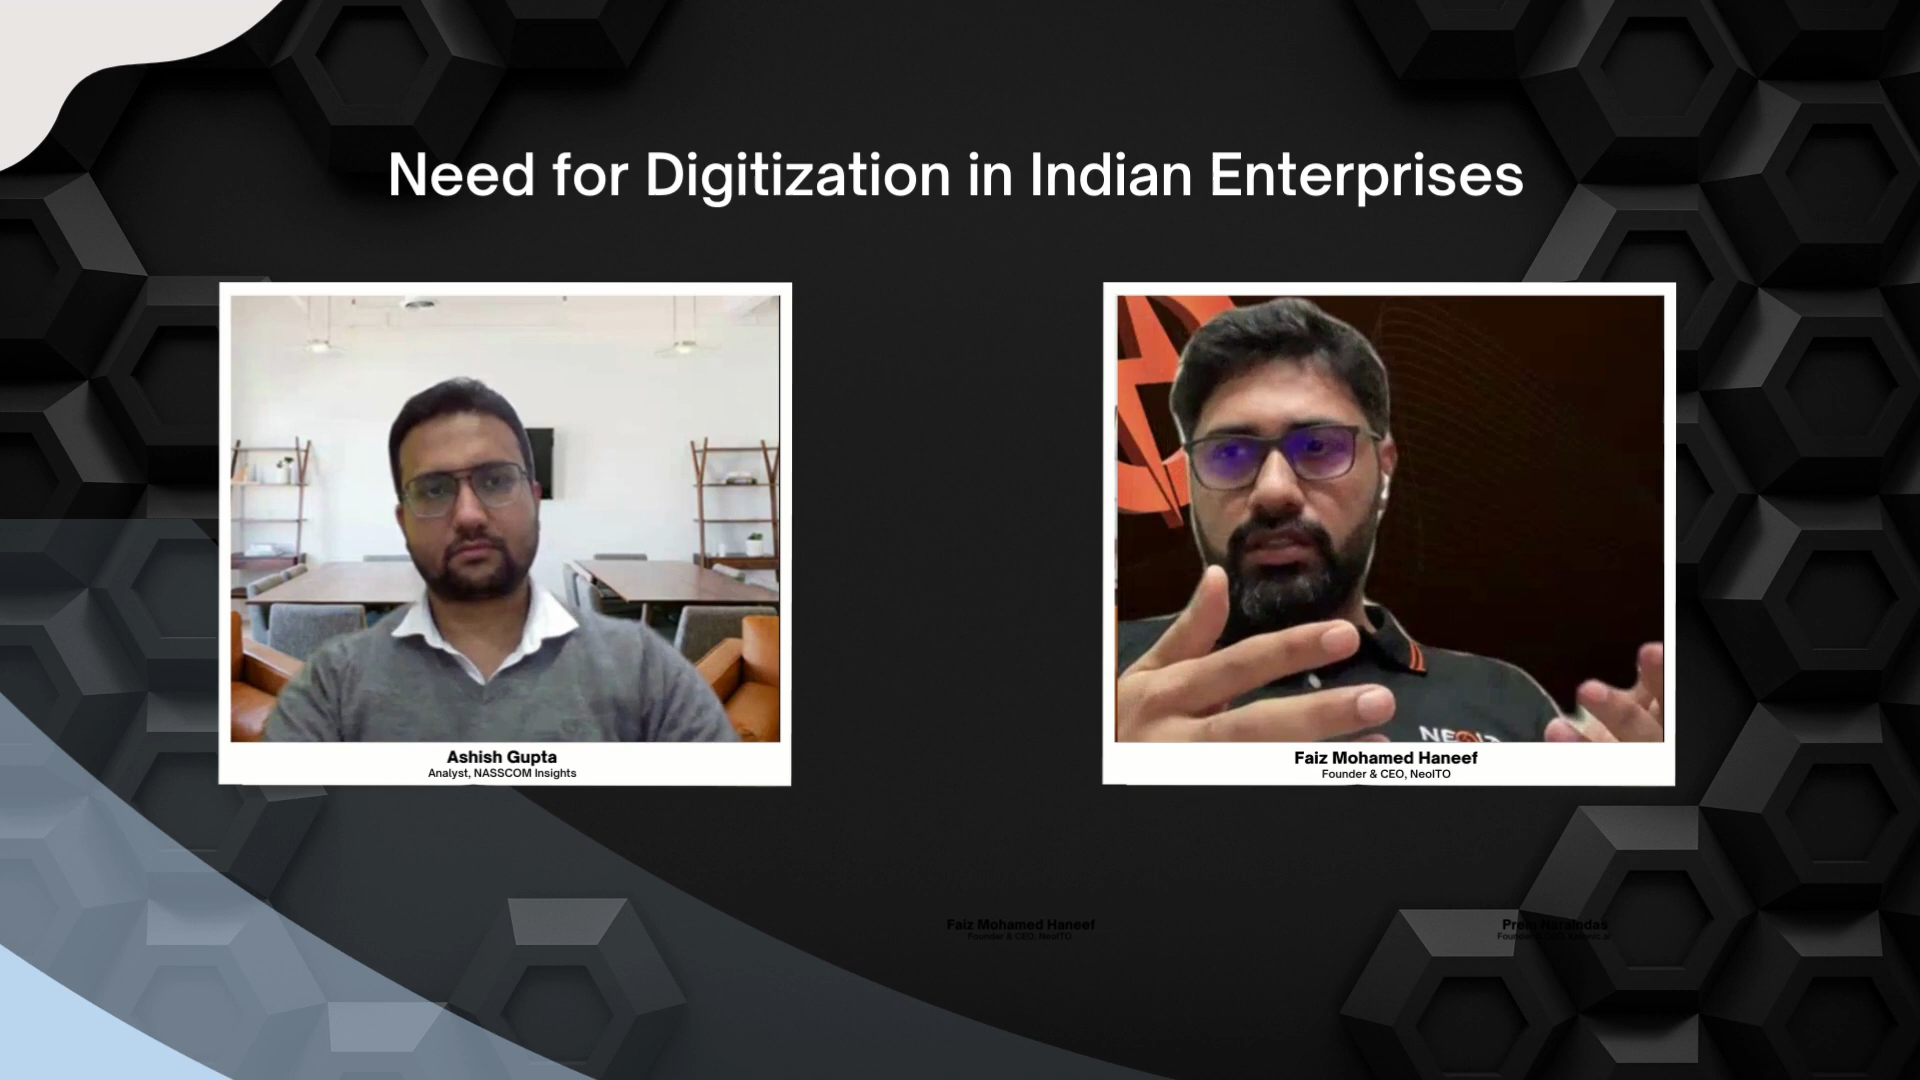 Need for Digitization in Indian Enterprises
Ashish Gupta
Analyst, NASSCOM Insights
Faiz Mohamed Haneef
Founder & CEO, NeoITO
Faiz Mohamed Haneef
Founder & CEO, NeoITO